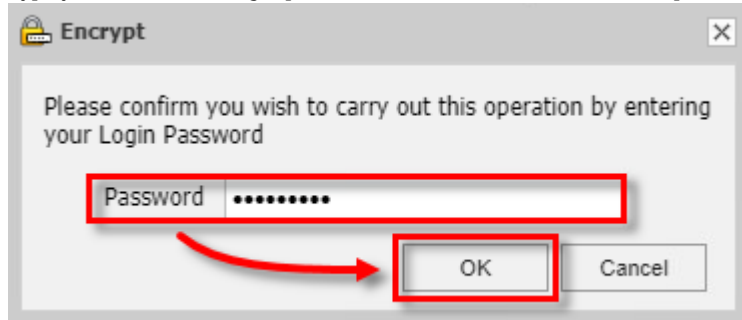 Encrypt
Please confirm you wish to carry out this operation by entering
your Login Password
Password •••••••••
OK Cancel